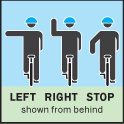 LEFT RIGHT STOP
shown from behind